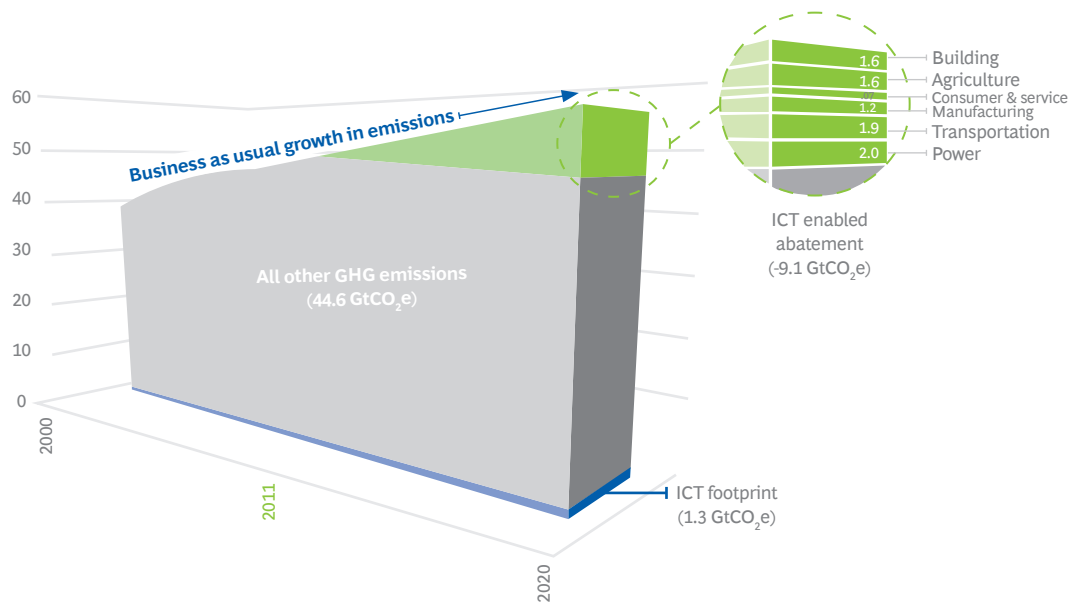 60
50
40
30
20
10
0
2000
2011
2020
Business as usual growth in emissions
All other GHG emissions
(44.6 GtCO₂e)
1.6 Building
1.6 Agriculture
Consumer & service
1.2 Manufacturing
1.9 Transportation
2.0 Power
ICT enabled
abatement
(-9.1 GtCO₂e)
ICT footprint
(1.3 GtCO₂e)